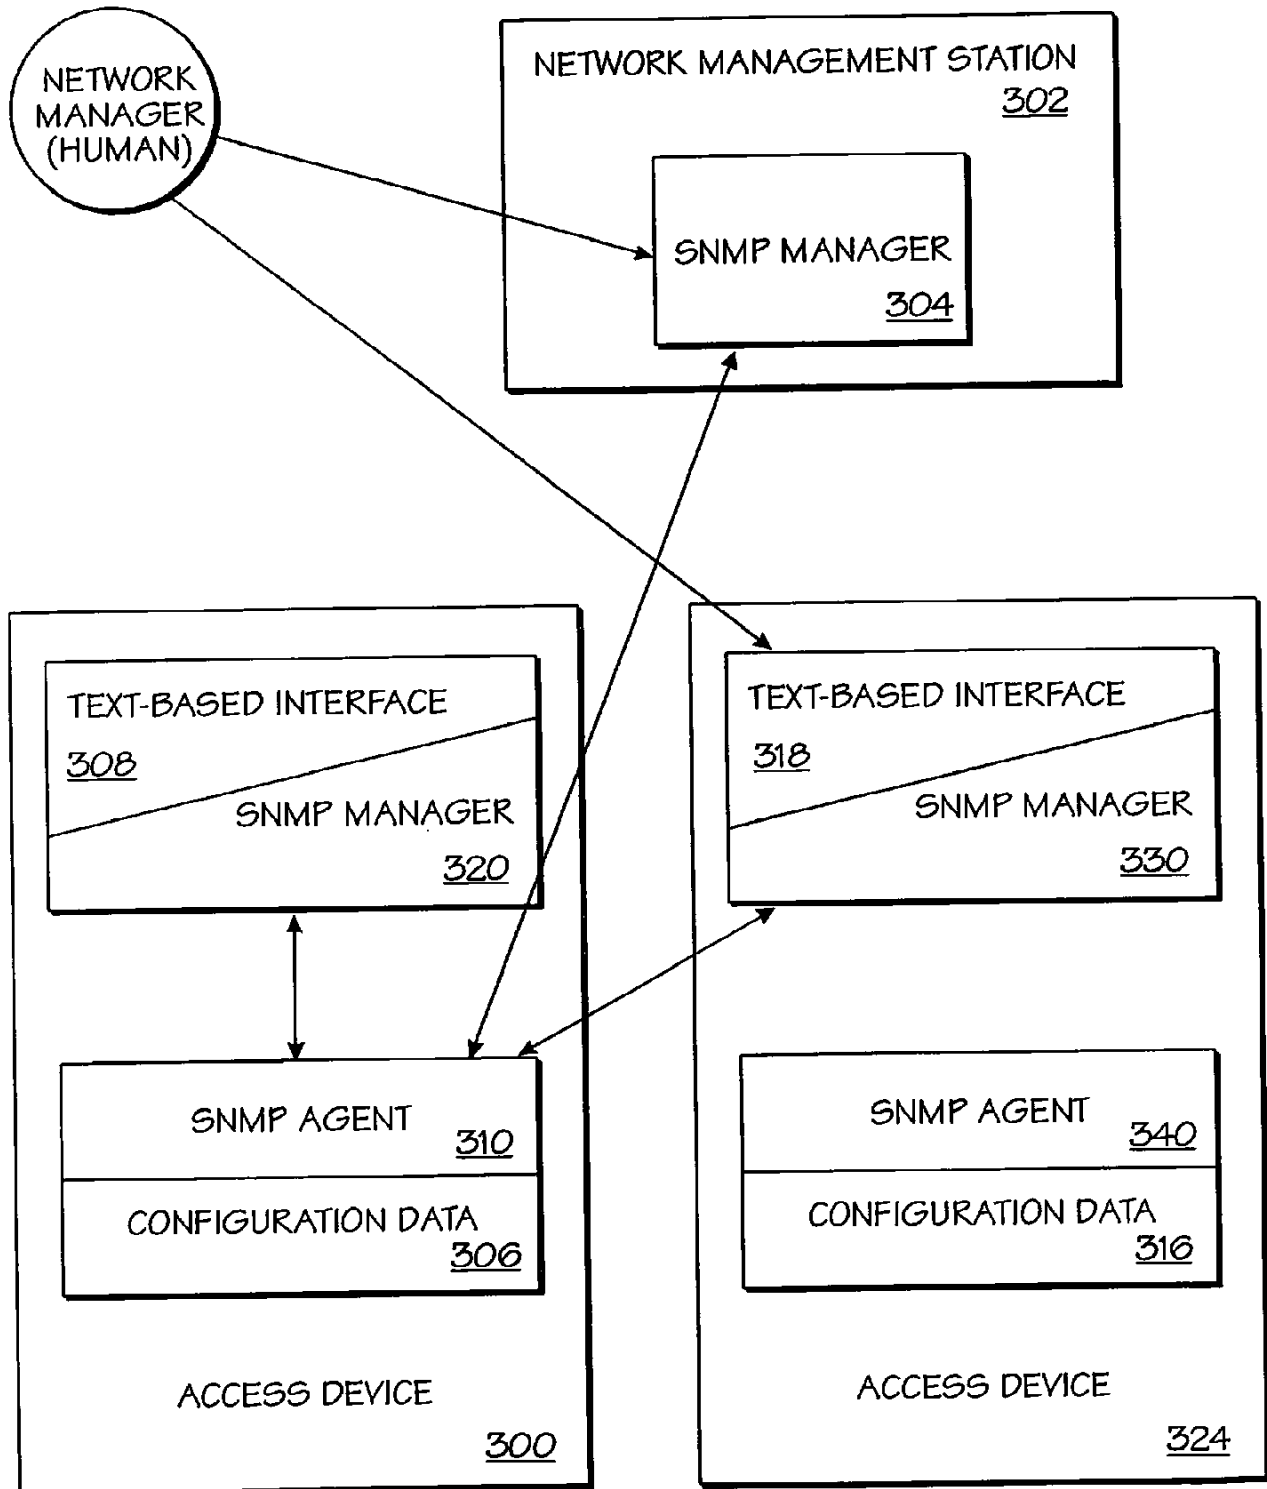 NETWORK
MANAGER
(HUMAN)
NETWORK MANAGEMENT STATION
302
SNMP MANAGER
304
TEXT-BASED INTERFACE
308
SNMP MANAGER
320
SNMP AGENT
310
CONFIGURATION DATA
306
ACCESS DEVICE
300
TEXT-BASED INTERFACE
318
SNMP MANAGER
330
SNMP AGENT
340
CONFIGURATION DATA
316
ACCESS DEVICE
324